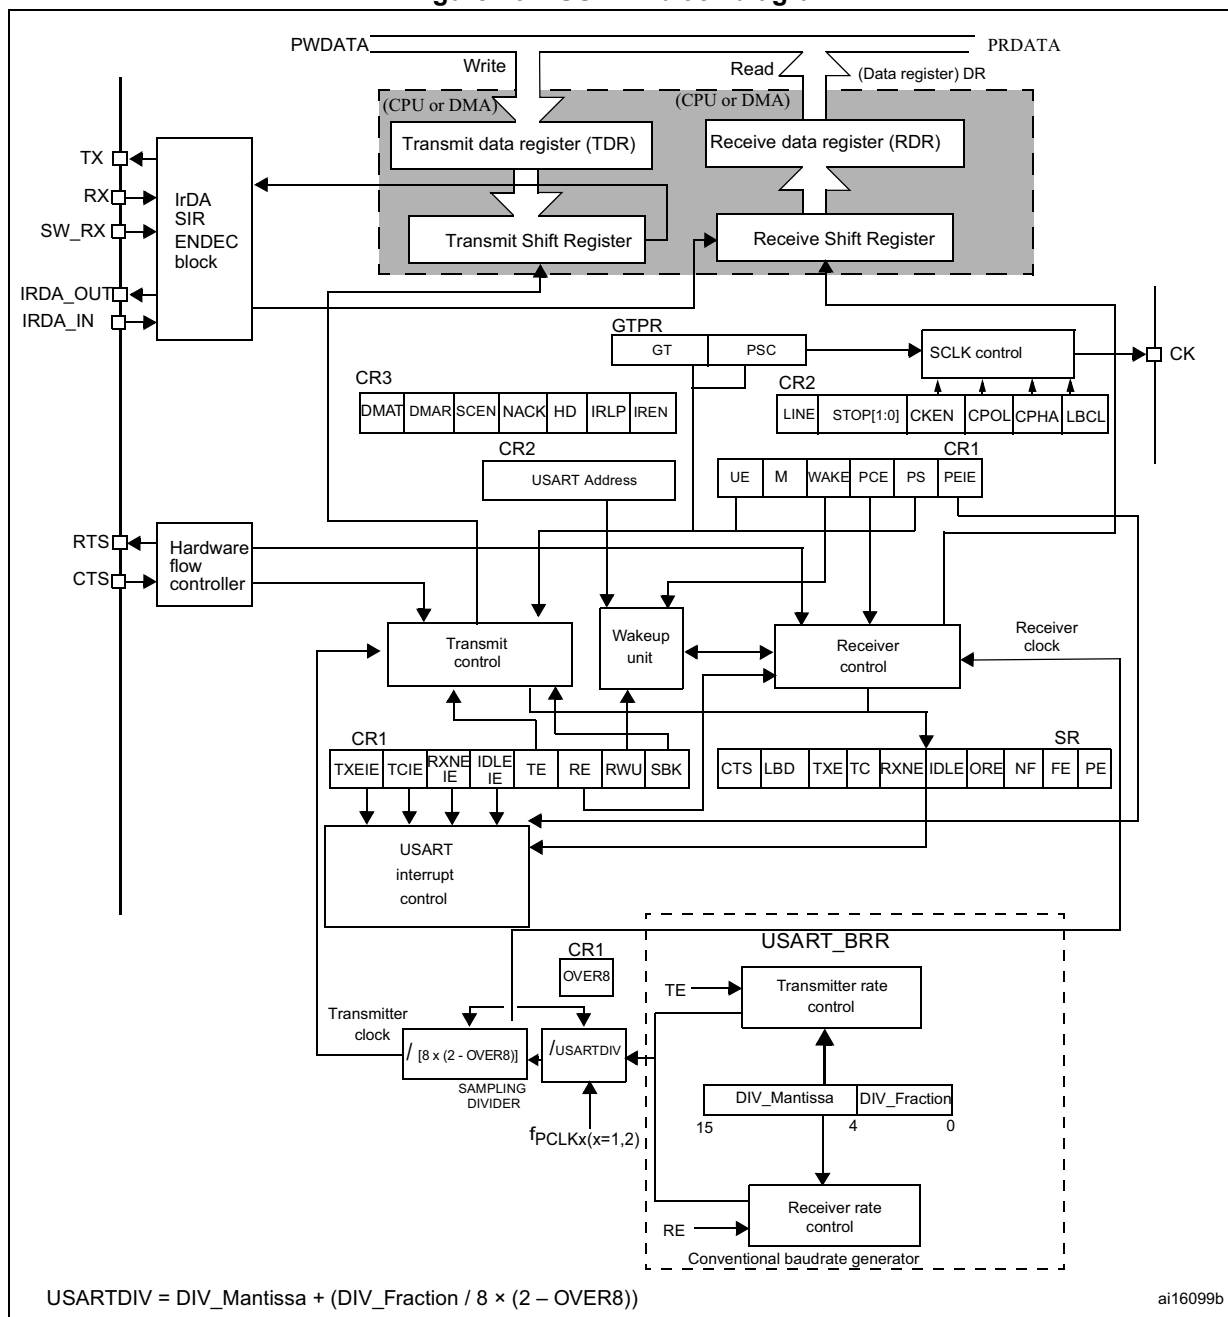 PWDATA
PRDATA
Write
Read
(Data register) DR
(CPU or DMA)
(CPU or DMA)
Transmit data register (TDR)
Receive data register (RDR)
TX
RX
SW_RX
IRDA_OUT
IRDA_IN
IrDA
SIR
ENDEC
block
Transmit Shift Register
Receive Shift Register
GTPR
GT
PSC
SCLK control
CK
CR3
DMAT DMAR SCEN NACK HD IRLP IREN
CR2
LINE STOP[1:0] CKEN CPOL CPHA LBCL
CR2
USART Address
CR1
UE M WAKE PCE PS PEIE
RTS
CTS
Hardware
flow
controller
Transmit
control
Wakeup
unit
Receiver
control
Receiver
clock
CR1
TXEIE TCIE RXNE IE IDLE IE TE RE RWU SBK
SR
CTS LBD TXE TC RXNE IDLE ORE NF FE PE
USART
interrupt
control
USART_BRR
CR1
OVER8
TE
Transmitter rate
control
Transmitter
clock
/ [8 x (2 - OVER8)]
/USARTDIV
SAMPLING
DIVIDER
DIV_Mantissa DIV_Fraction
15 4 0
fPCLKx(x=1,2)
RE
Receiver rate
control
Conventional baudrate generator
USARTDIV = DIV_Mantissa + (DIV_Fraction / 8 × (2 – OVER8))
ai16099b